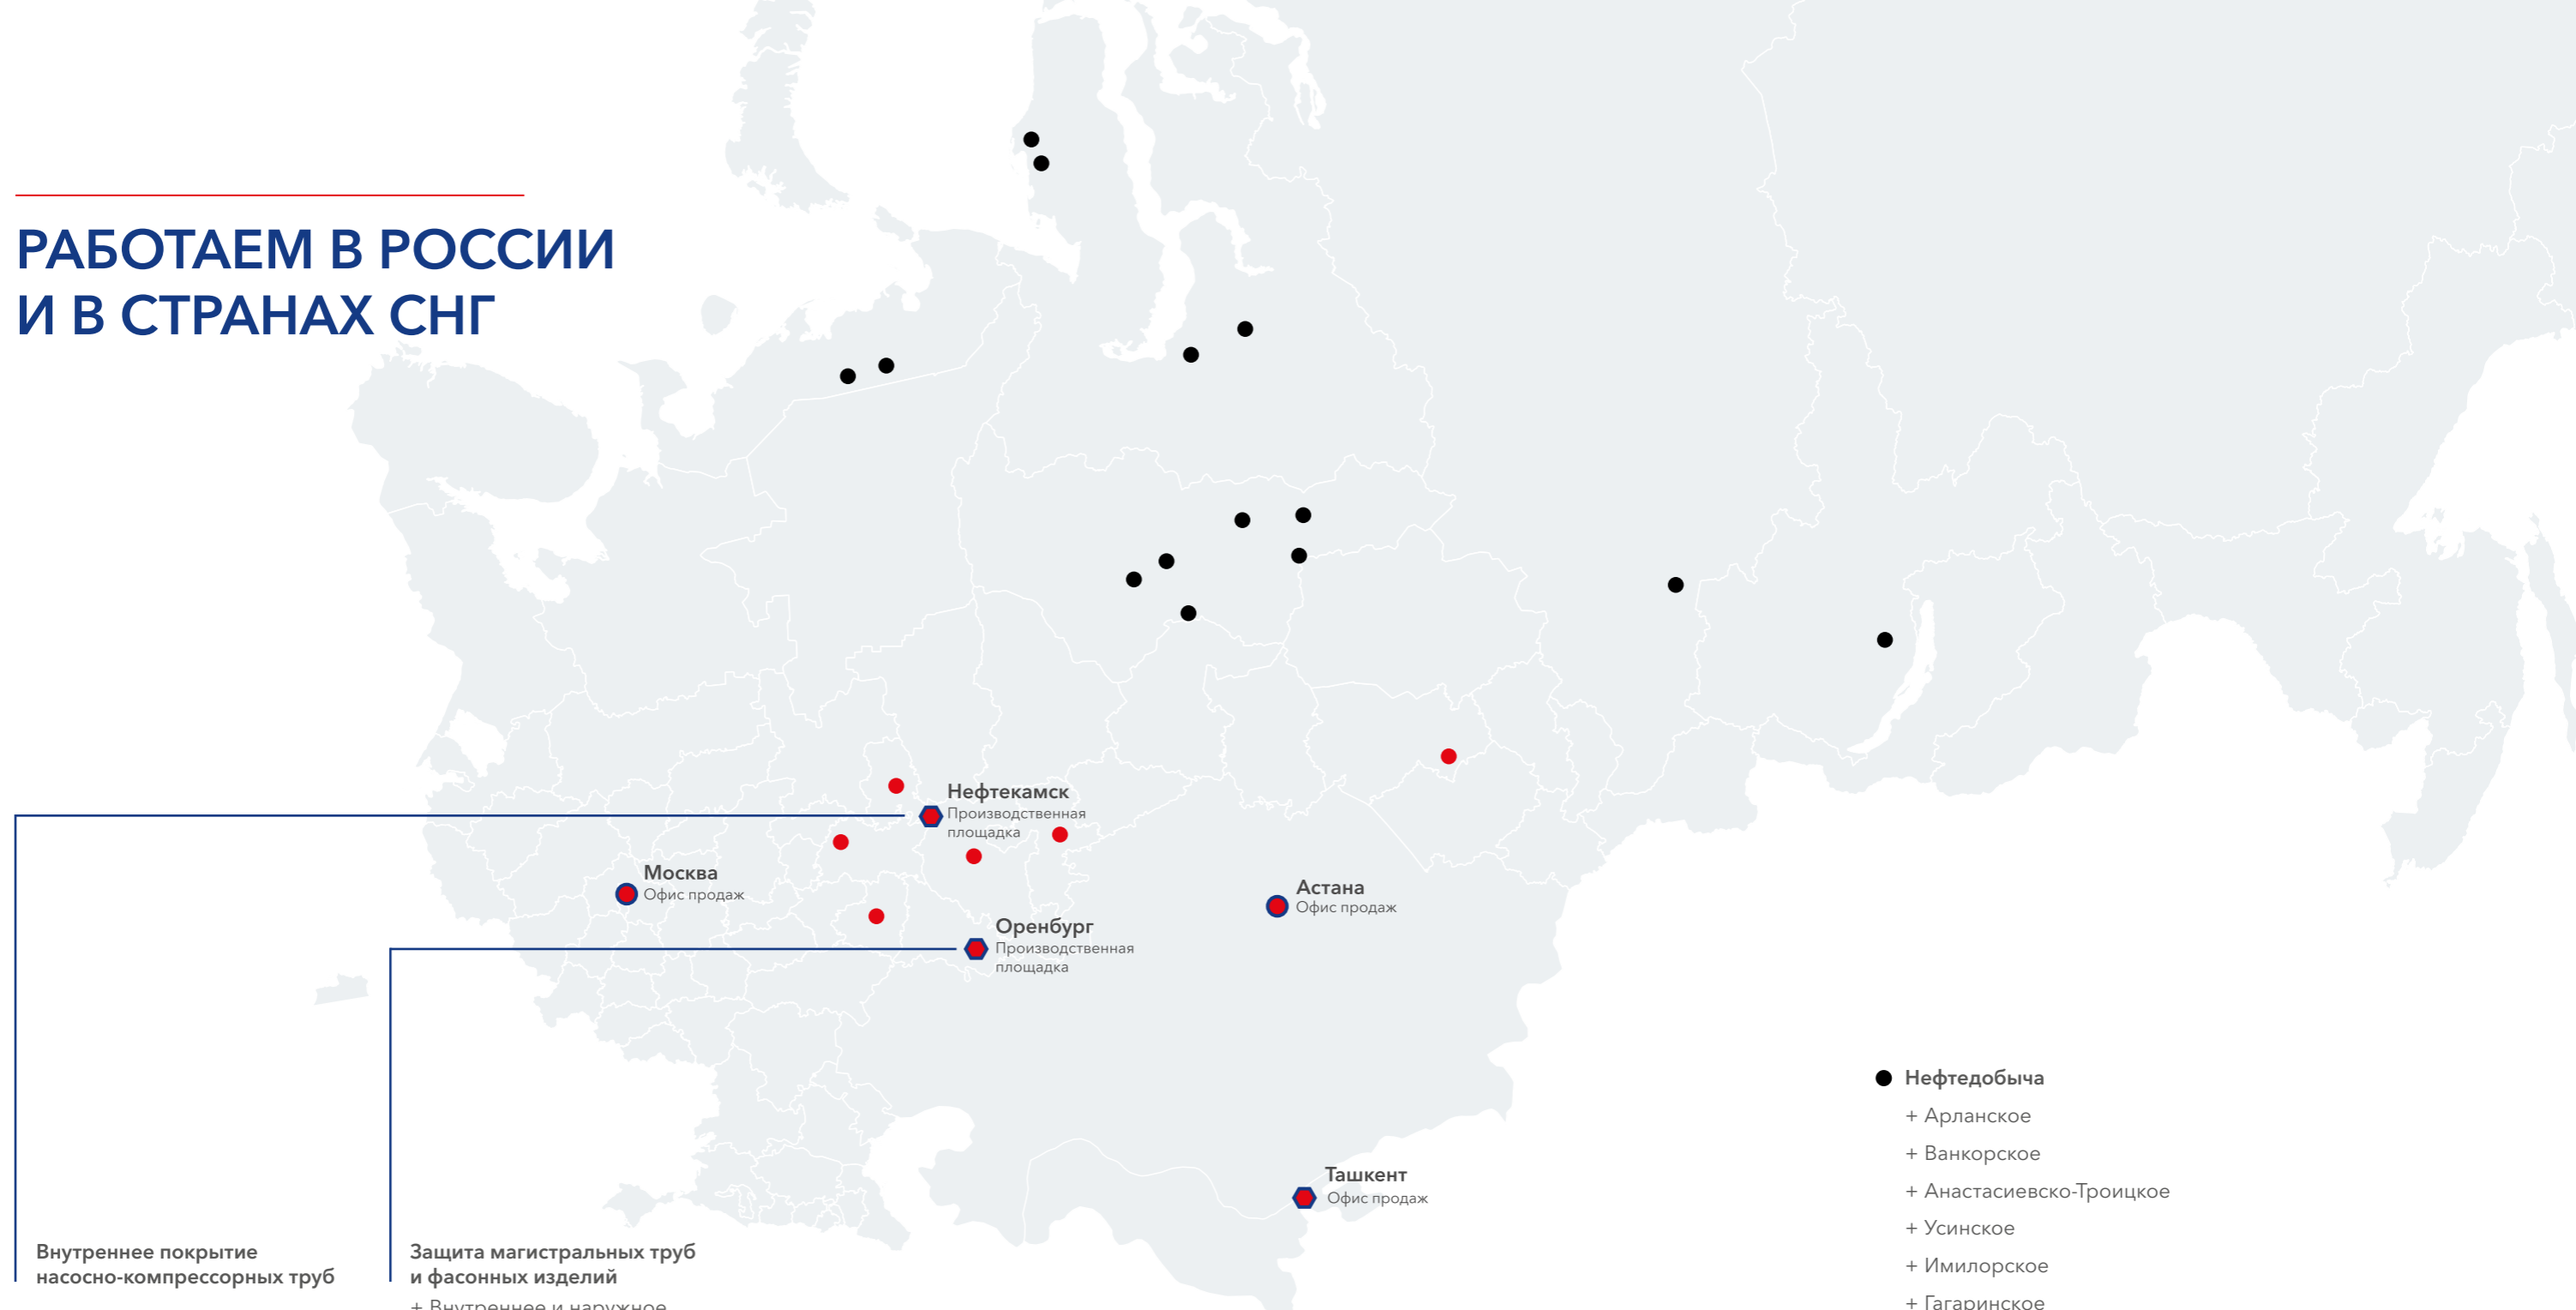 РАБОТАЕМ В РОССИИ
И В СТРАНАХ СНГ
Нефтекамск
Производственная
площадка
Москва
Офис продаж
Астана
Офис продаж
Оренбург
Производственная
площадка
Ташкент
Офис продаж
Внутреннее покрытие
насосно-компрессорных труб
Защита магистральных труб
и фасонных изделий
+ Внутреннее и наружное
Нефтедобыча
+ Арланское
+ Ванкорское
+ Анастасиевско-Троицкое
+ Усинское
+ Имилорское
+ Гагаринское